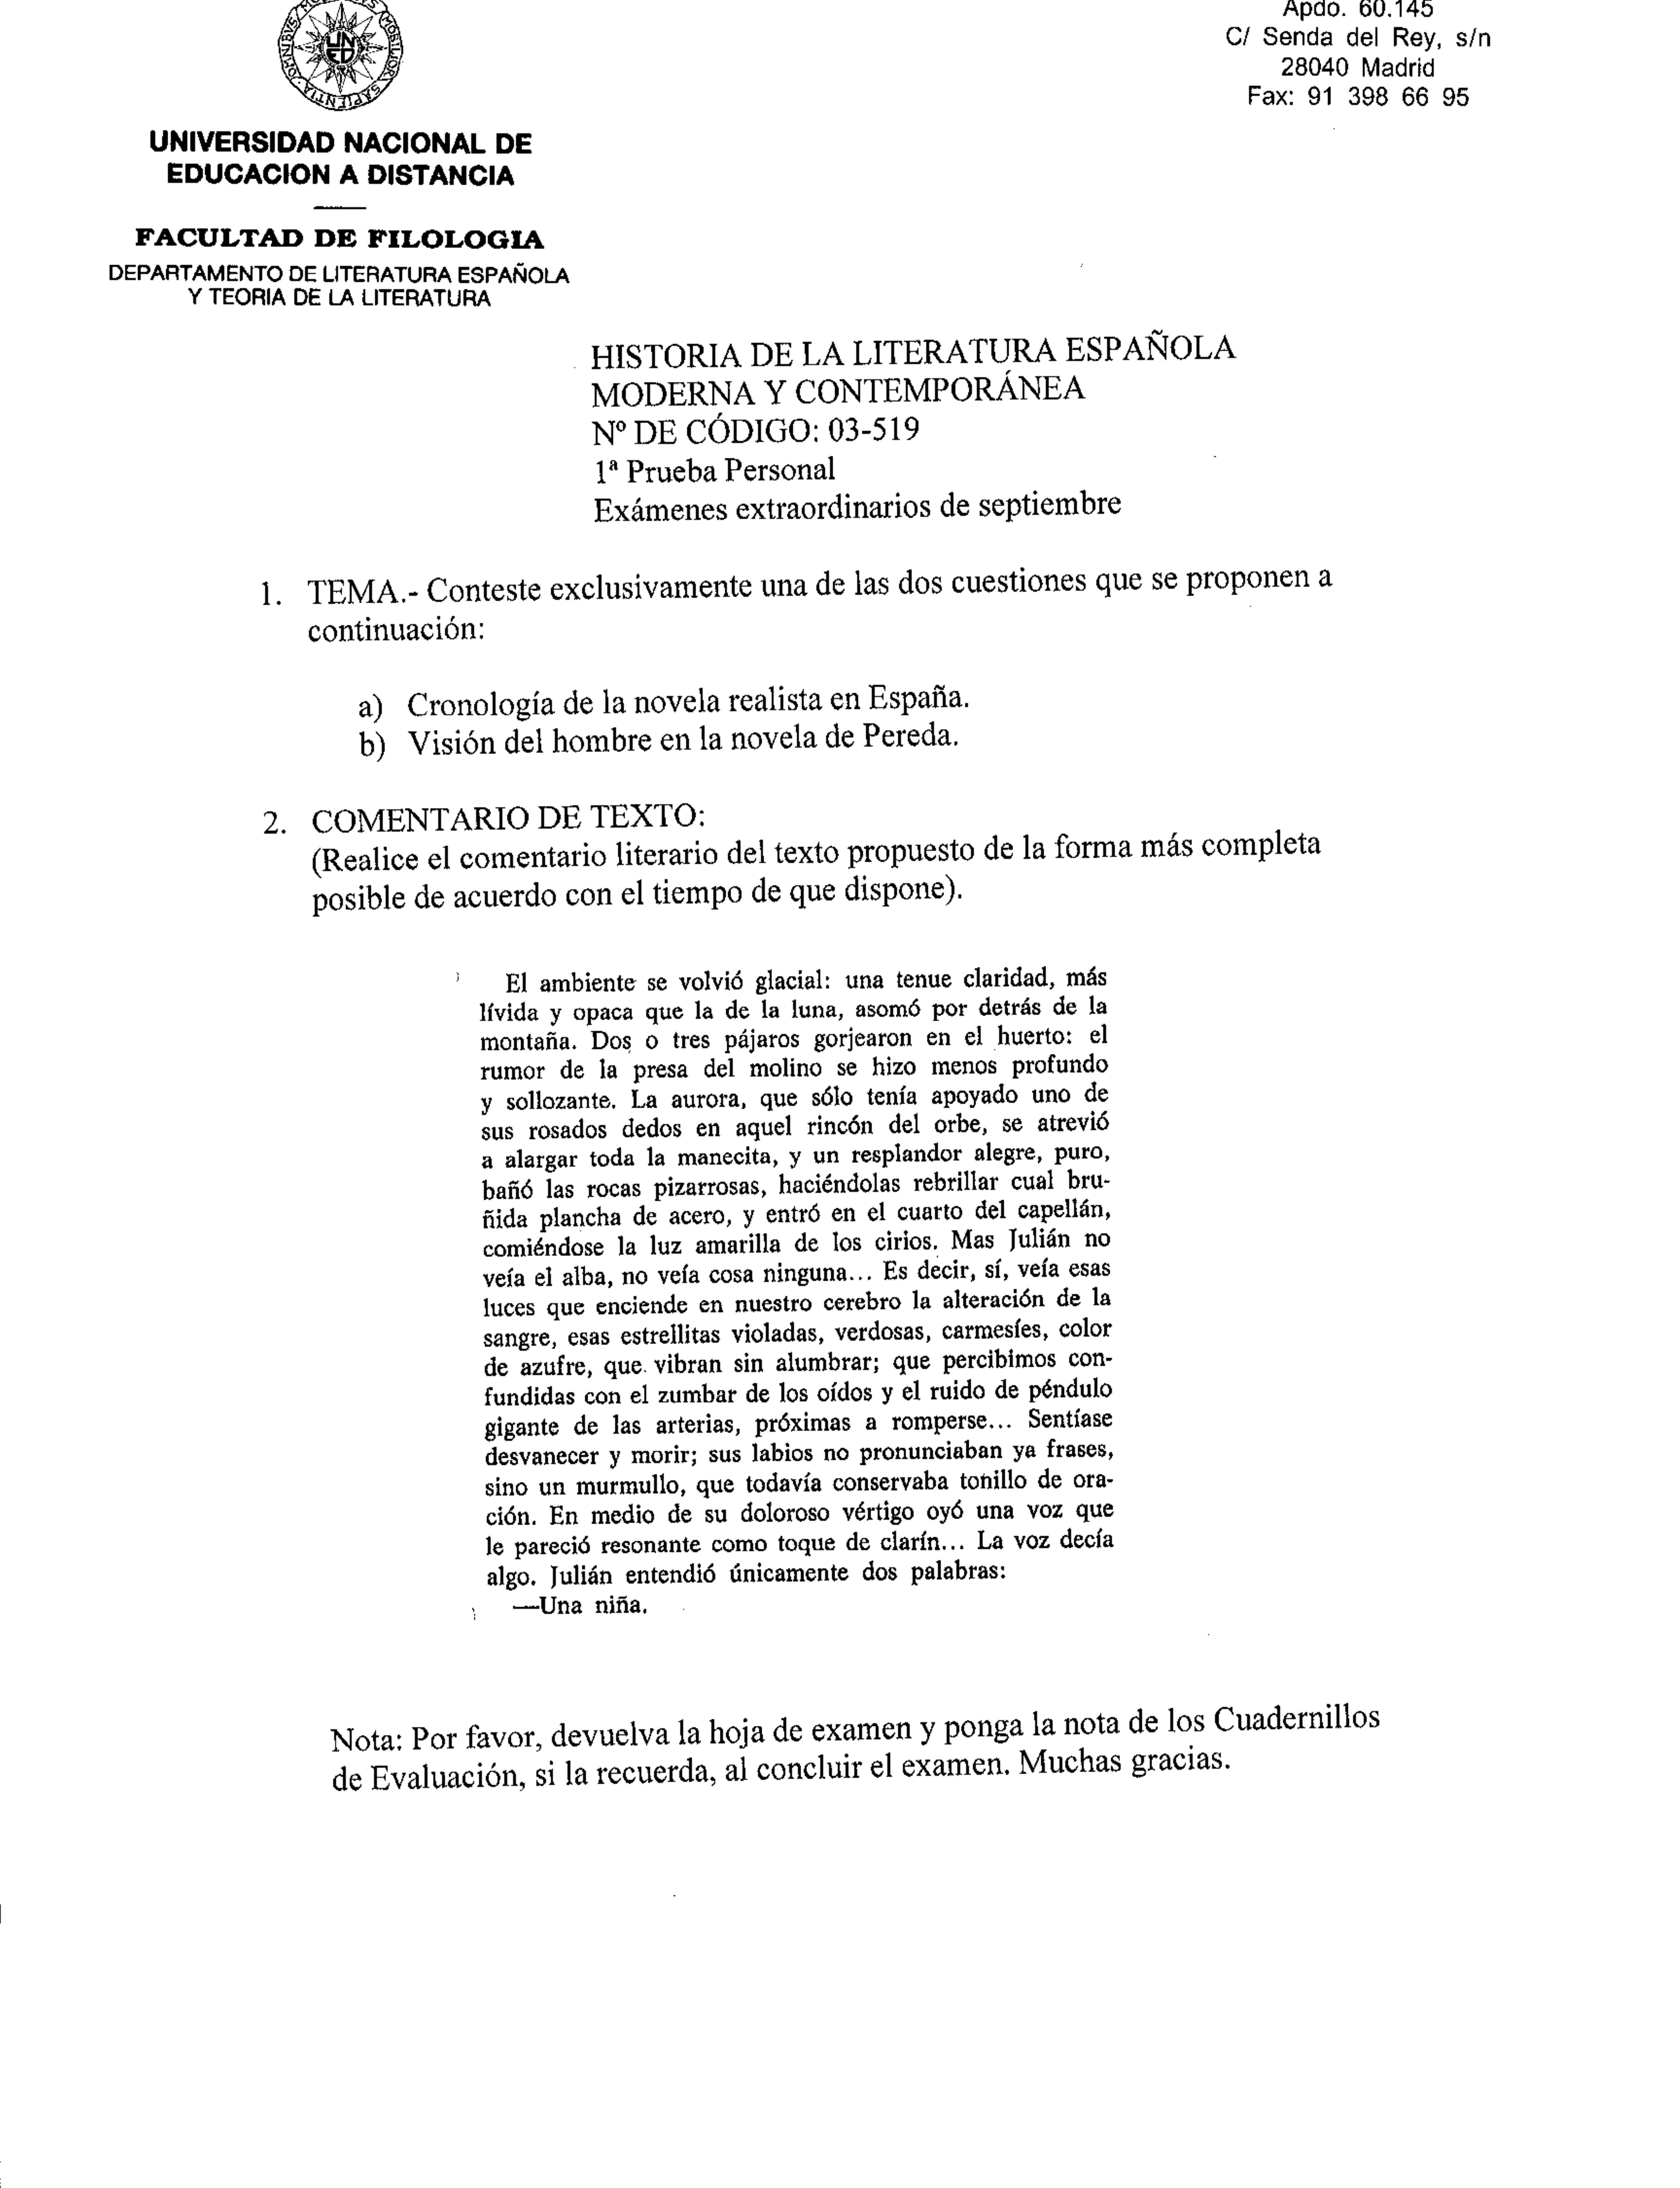 Apdo. 60.145
C/ Senda del Rey, s/n
28040 Madrid
Fax: 91 398 66 95
OMNIBVS
MOBILIOR
SAPIENTIA
UNED
UNIVERSIDAD NACIONAL DE
EDUCACION A DISTANCIA
FACULTAD DE FILOLOGIA
DEPARTAMENTO DE LITERATURA ESPAÑOLA
Y TEORIA DE LA LITERATURA
HISTORIA DE LA LITERATURA ESPAÑOLA
MODERNA Y CONTEMPORÁNEA
Nº DE CÓDIGO: 03-519
1ª Prueba Personal
Exámenes extraordinarios de septiembre
1. TEMA.- Conteste exclusivamente una de las dos cuestiones que se proponen a
continuación:
a) Cronología de la novela realista en España.
b) Visión del hombre en la novela de Pereda.
2. COMENTARIO DE TEXTO:
(Realice el comentario literario del texto propuesto de la forma más completa
posible de acuerdo con el tiempo de que dispone).
El ambiente se volvió glacial: una tenue claridad, más
lívida y opaca que la de la luna, asomó por detrás de la
montaña. Dos o tres pájaros gorjearon en el huerto: el
rumor de la presa del molino se hizo menos profundo
y sollozante. La aurora, que sólo tenía apoyado uno de
sus rosados dedos en aquel rincón del orbe, se atrevió
a alargar toda la manecita, y un resplandor alegre, puro,
bañó las rocas pizarrosas, haciéndolas rebrillar cual bru-
ñida plancha de acero, y entró en el cuarto del capellán,
comiéndose la luz amarilla de los cirios. Mas Julián no
veía el alba, no veía cosa ninguna... Es decir, sí, veía esas
luces que enciende en nuestro cerebro la alteración de la
sangre, esas estrellitas violadas, verdosas, carmesíes, color
de azufre, que vibran sin alumbrar; que percibimos con-
fundidas con el zumbar de los oídos y el ruido de péndulo
gigante de las arterias, próximas a romperse... Sentíase
desvanecer y morir; sus labios no pronunciaban ya frases,
sino un murmullo, que todavía conservaba tonillo de ora-
ción. En medio de su doloroso vértigo oyó una voz que
le pareció resonante como toque de clarín... La voz decía
algo. Julián entendió únicamente dos palabras:
—Una niña.
Nota: Por favor, devuelva la hoja de examen y ponga la nota de los Cuadernillos
de Evaluación, si la recuerda, al concluir el examen. Muchas gracias.